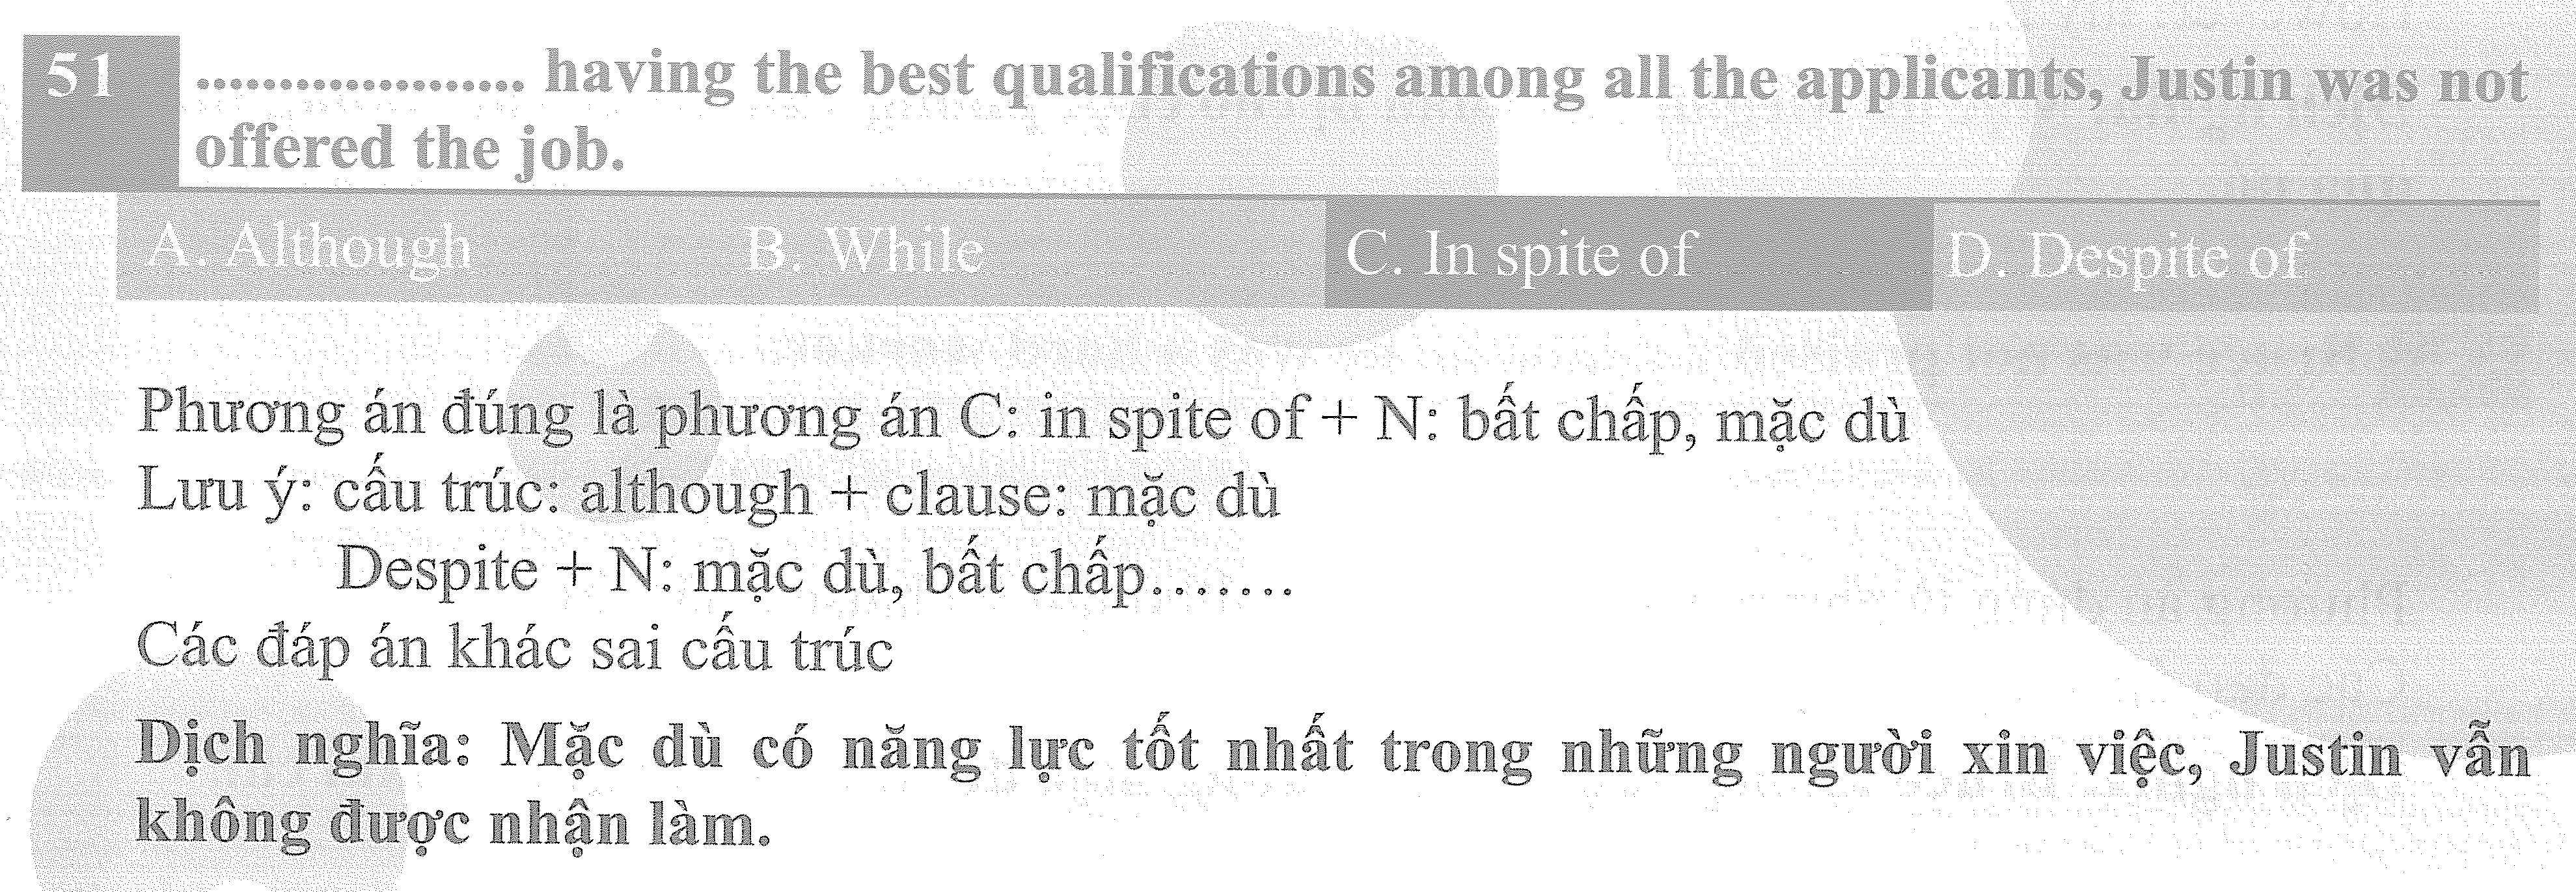 51 .................... having the best qualifications among all the applicants, Justin was not
offered the job.
A. Although B. While C. In spite of D. Despite of
Phương án đúng là phương án C: in spite of + N: bất chấp, mặc dù
Lưu ý: cấu trúc: although + clause: mặc dù
Despite + N: mặc dù, bất chấp.......
Các đáp án khác sai cấu trúc
Dịch nghĩa: Mặc dù có năng lực tốt nhất trong những người xin việc, Justin vẫn
không được nhận làm.